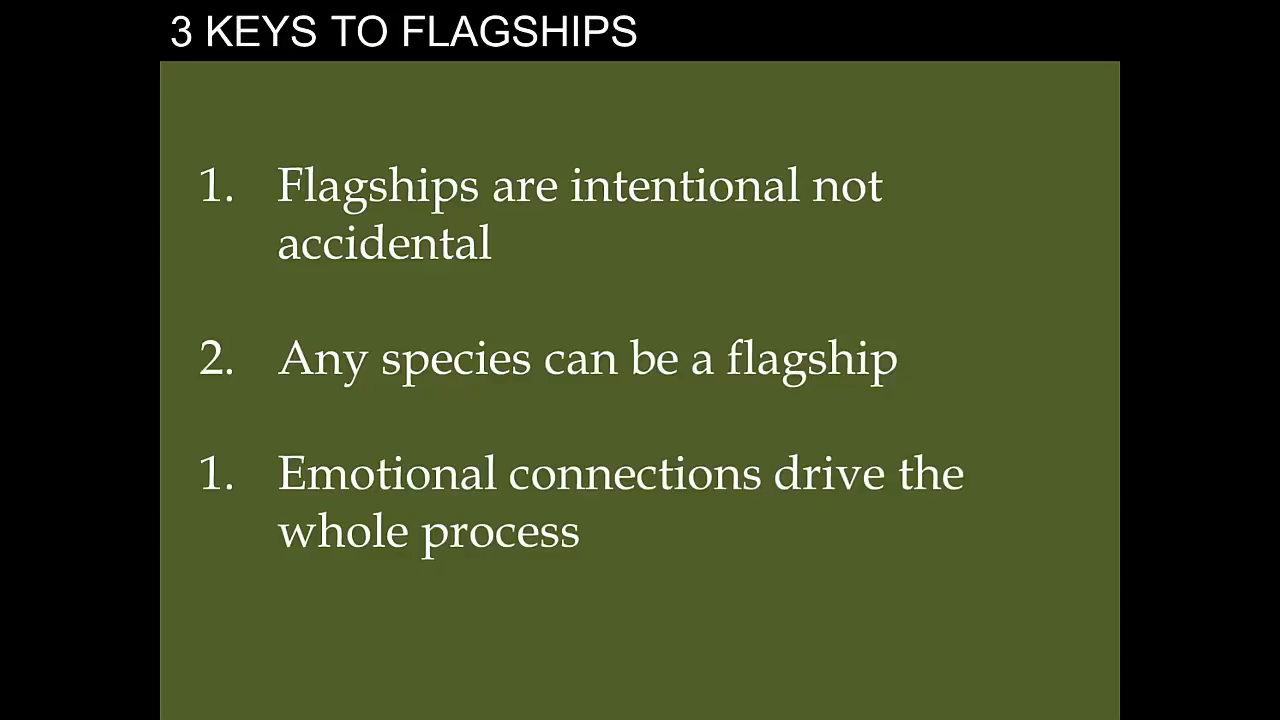 3 KEYS TO FLAGSHIPS
1. Flagships are intentional not
accidental
2. Any species can be a flagship
1. Emotional connections drive the
whole process